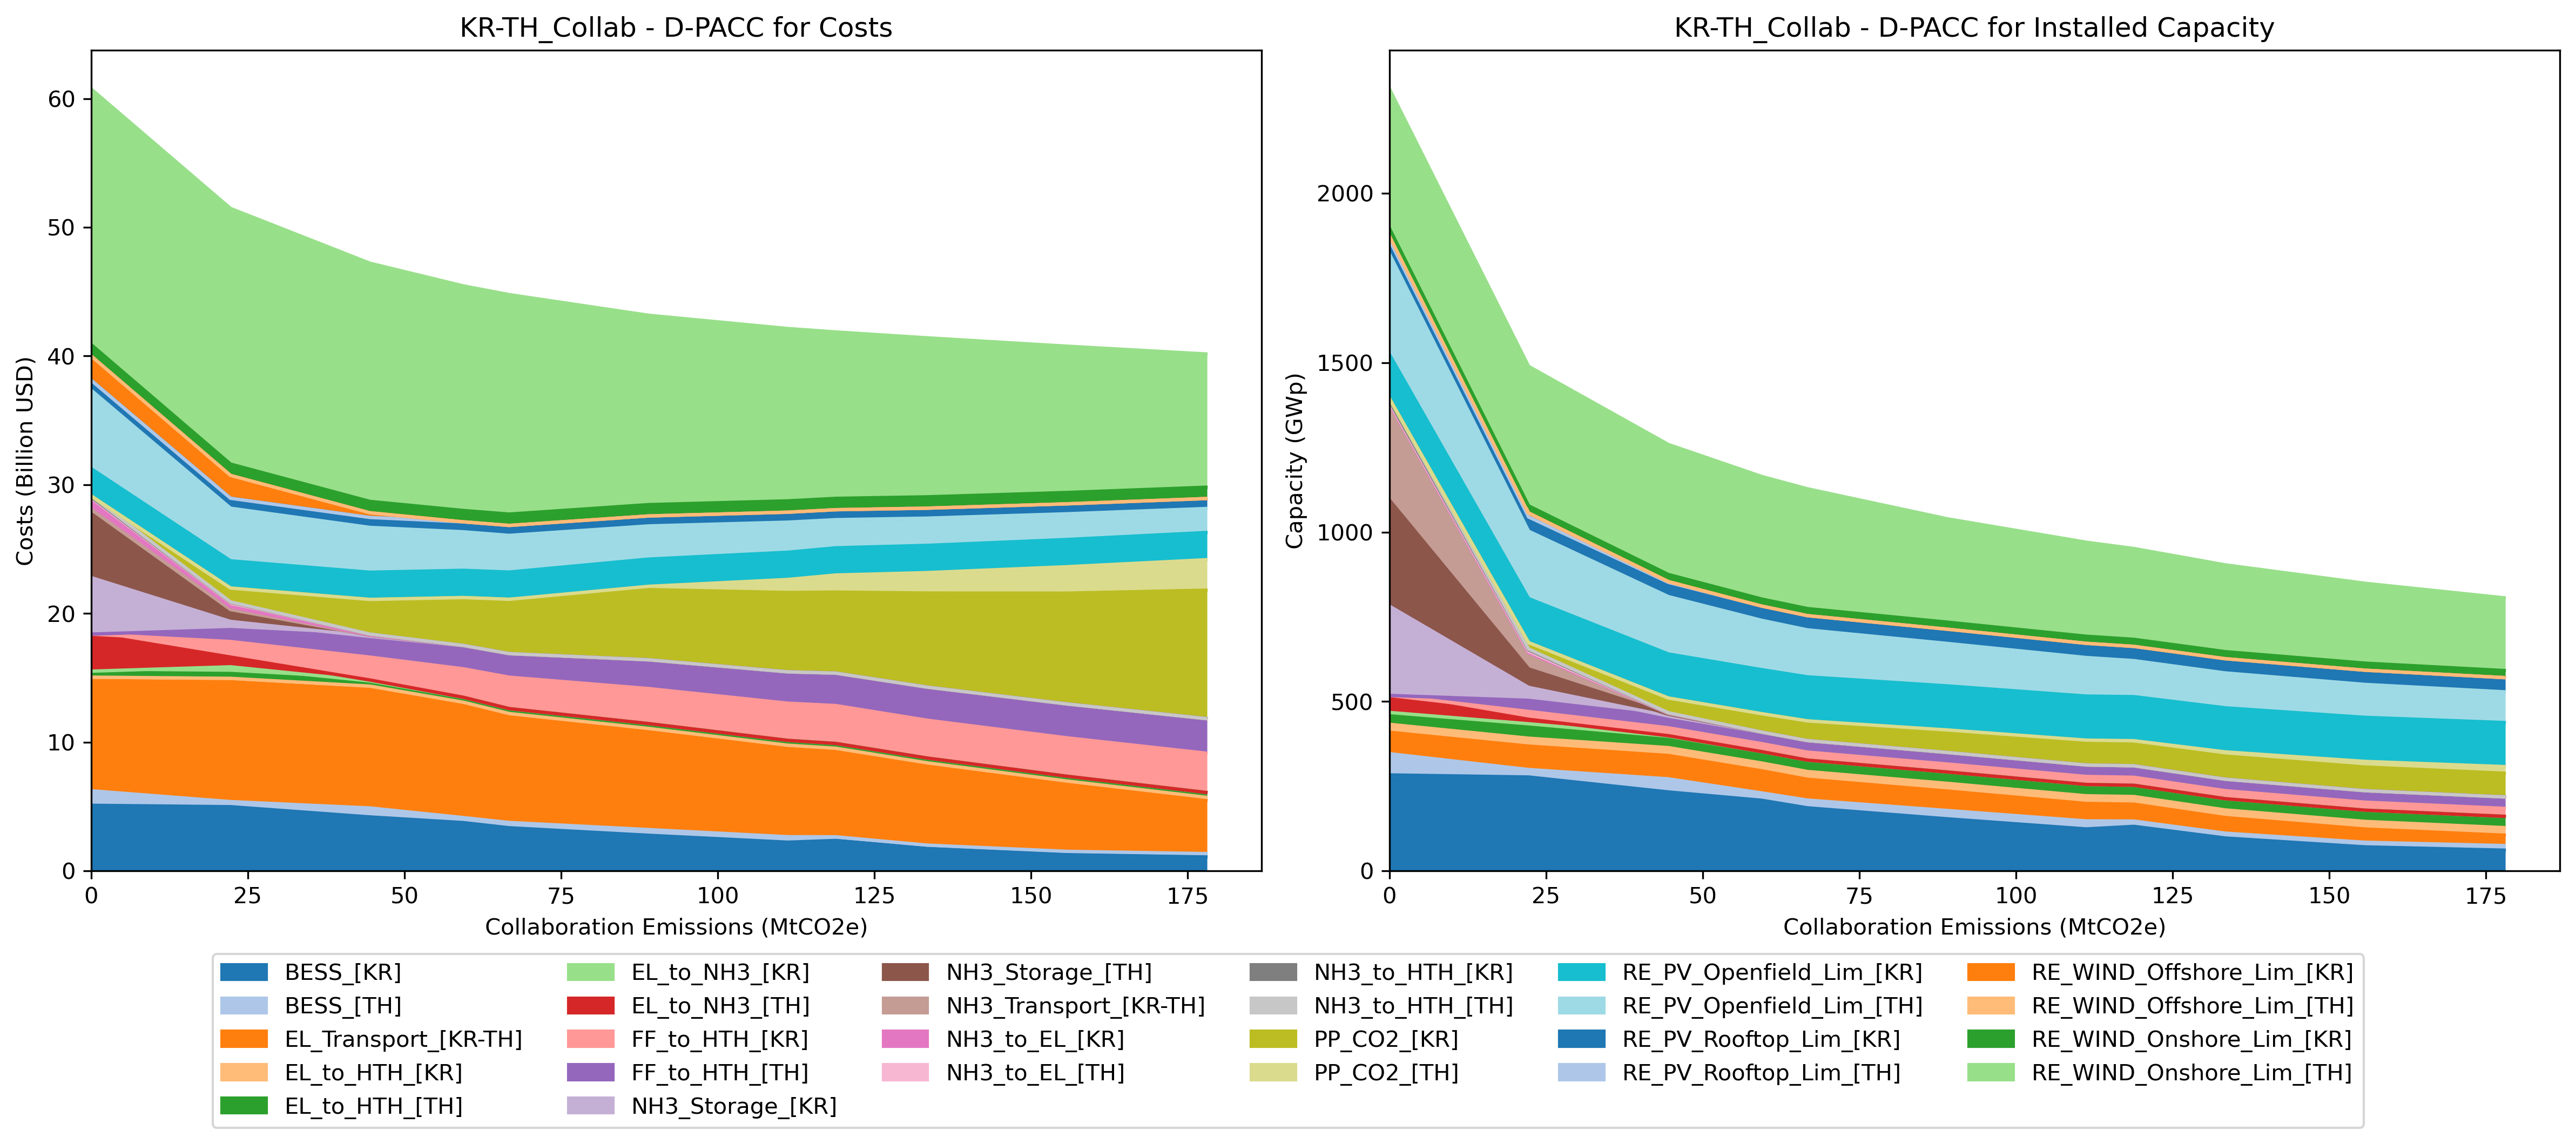 KR-TH_Collab - D-PACC for Costs
Costs (Billion USD)
60
50
40
30
20
10
0
0 25 50 75 100 125 150 175
Collaboration Emissions (MtCO2e)
KR-TH_Collab - D-PACC for Installed Capacity
Capacity (GWp)
2000
1500
1000
500
0
0 25 50 75 100 125 150 175
Collaboration Emissions (MtCO2e)
BESS_[KR]
BESS_[TH]
EL_Transport_[KR-TH]
EL_to_HTH_[KR]
EL_to_HTH_[TH]
EL_to_NH3_[KR]
EL_to_NH3_[TH]
FF_to_HTH_[KR]
FF_to_HTH_[TH]
NH3_Storage_[KR]
NH3_Storage_[TH]
NH3_Transport_[KR-TH]
NH3_to_EL_[KR]
NH3_to_EL_[TH]
NH3_to_HTH_[KR]
NH3_to_HTH_[TH]
PP_CO2_[KR]
PP_CO2_[TH]
RE_PV_Openfield_Lim_[KR]
RE_PV_Openfield_Lim_[TH]
RE_PV_Rooftop_Lim_[KR]
RE_PV_Rooftop_Lim_[TH]
RE_WIND_Offshore_Lim_[KR]
RE_WIND_Offshore_Lim_[TH]
RE_WIND_Onshore_Lim_[KR]
RE_WIND_Onshore_Lim_[TH]